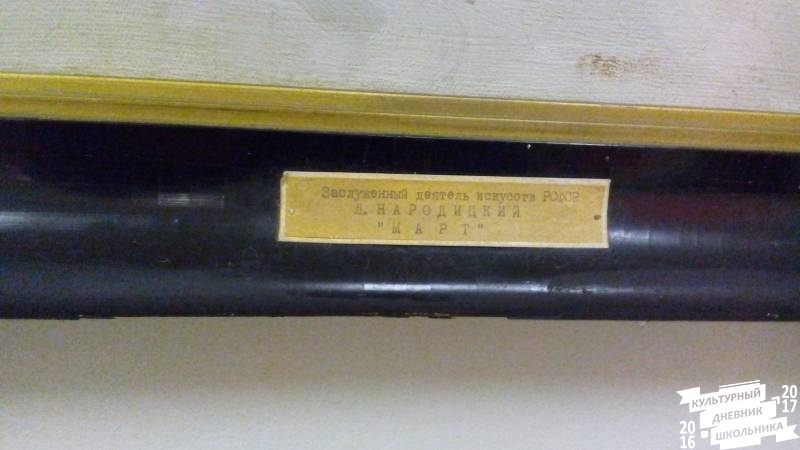 Заслуженный деятель искусств РСФСР
Л. НАРОДИЦКИЙ
"МАРТ"
КУЛЬТУРНЫЙ
ДНЕВНИК
ШКОЛЬНИКА
2016
2017